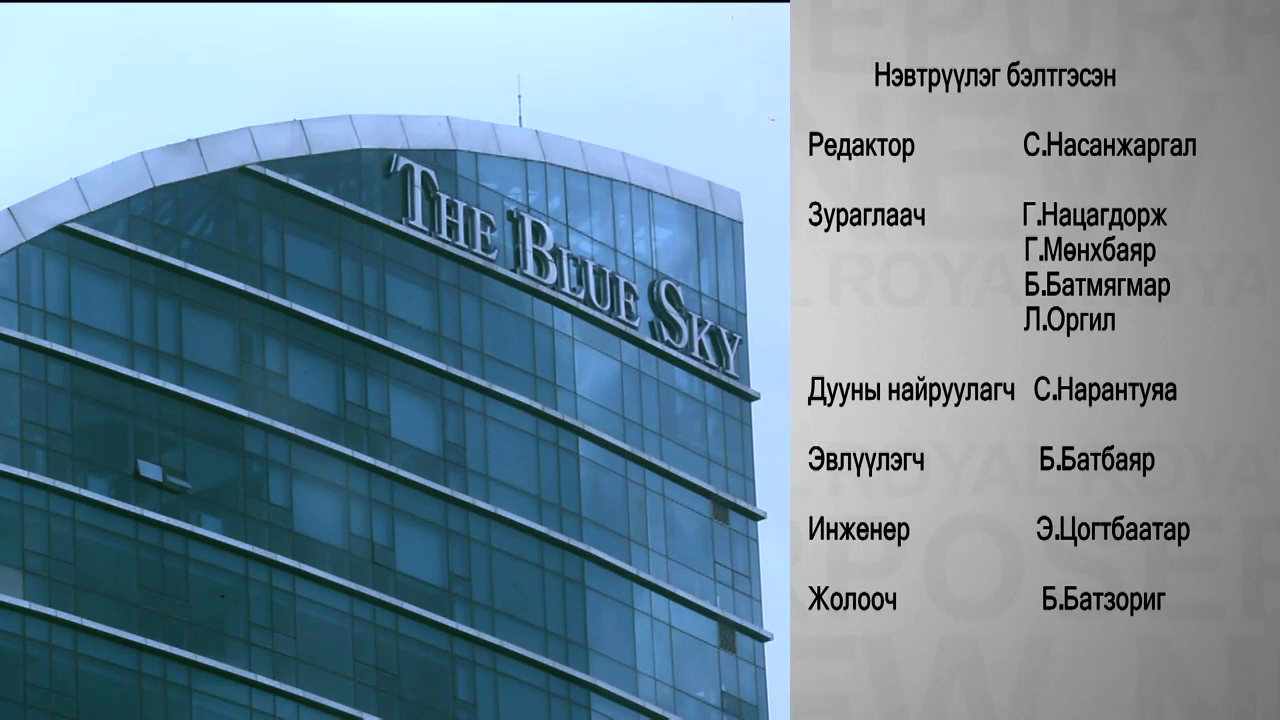 THE BLUE SKY
Нэвтрүүлэг бэлтгэсэн
Редактор С.Насанжаргал
Зураглаач Г.Нацагдорж
Г.Мөнхбаяр
Б.Батмягмар
Л.Оргил
Дууны найруулагч С.Нарантуяа
Эвлүүлэгч Б.Батбаяр
Инжөнөр Э.Цогтбаатар
Жолооч Б.Батзориг